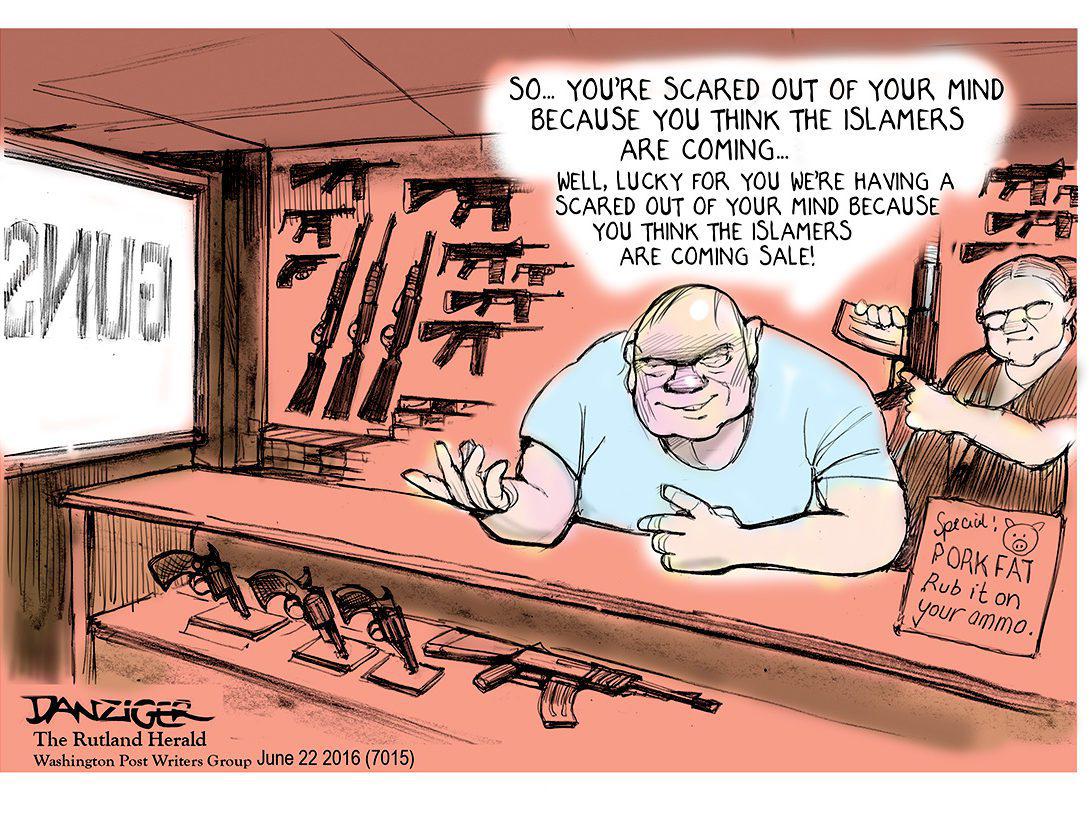 SO... YOU'RE SCARED OUT OF YOUR MIND
BECAUSE YOU THINK THE ISLAMERS
ARE COMING...
WELL, LUCKY FOR YOU WE'RE HAVING A
SCARED OUT OF YOUR MIND BECAUSE
YOU THINK THE ISLAMERS
ARE COMING SALE!
GUNS
Special!
PORK FAT
Rub it on
your ammo.
DANZIGER
The Rutland Herald
Washington Post Writers Group June 22 2016 (7015)